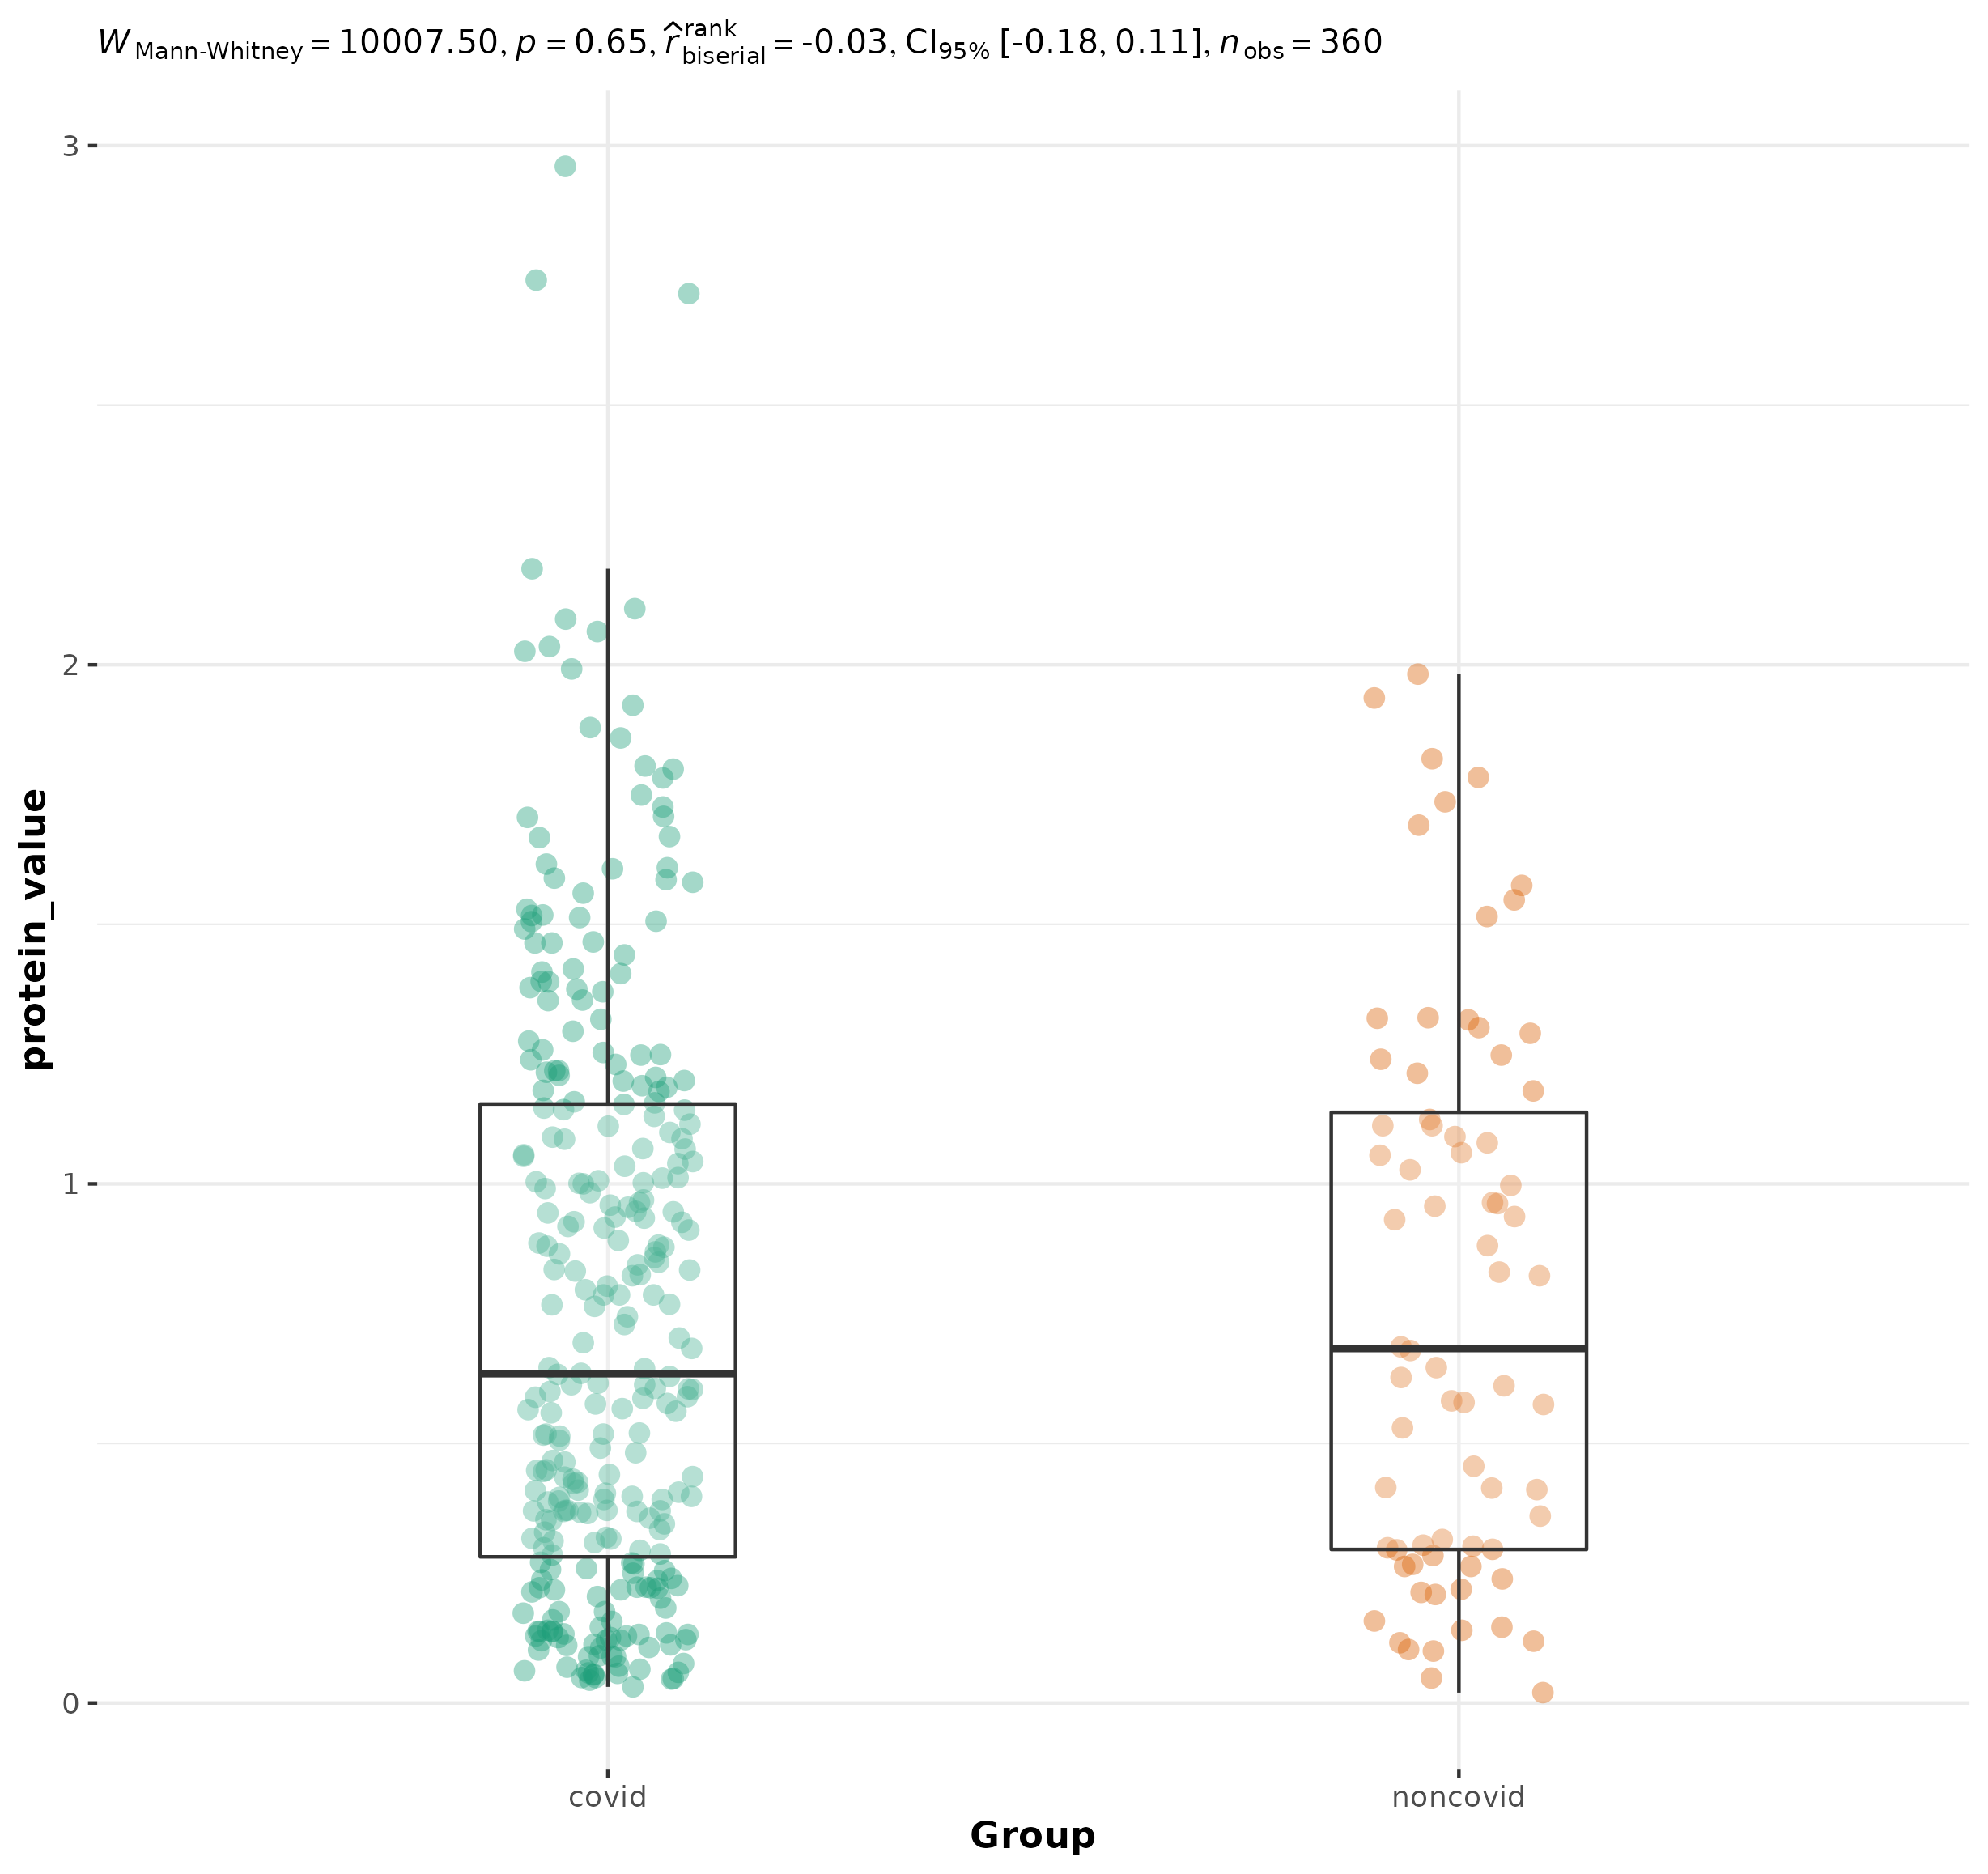 W Mann-Whitney = 10007.50, p = 0.65, r̂ rank biserial = -0.03, CI95% [-0.18, 0.11], n obs = 360
3
2
1
0
protein_value
covid noncovid
Group